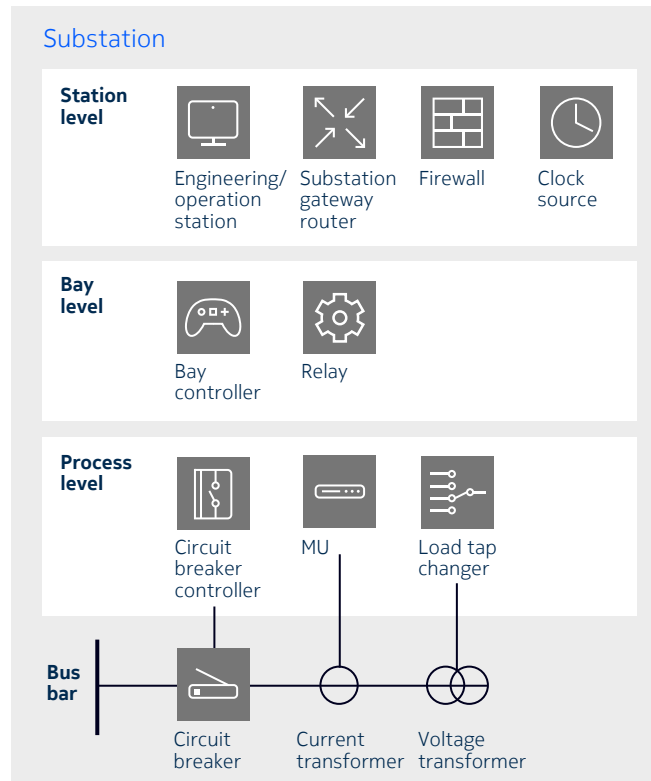 Substation
Station
level
Engineering/
operation
station
Substation
gateway
router
Firewall
Clock
source
Bay
level
Bay
controller
Relay
Process
level
Circuit
breaker
controller
MU
Load tap
changer
Bus
bar
Circuit
breaker
Current
transformer
Voltage
transformer